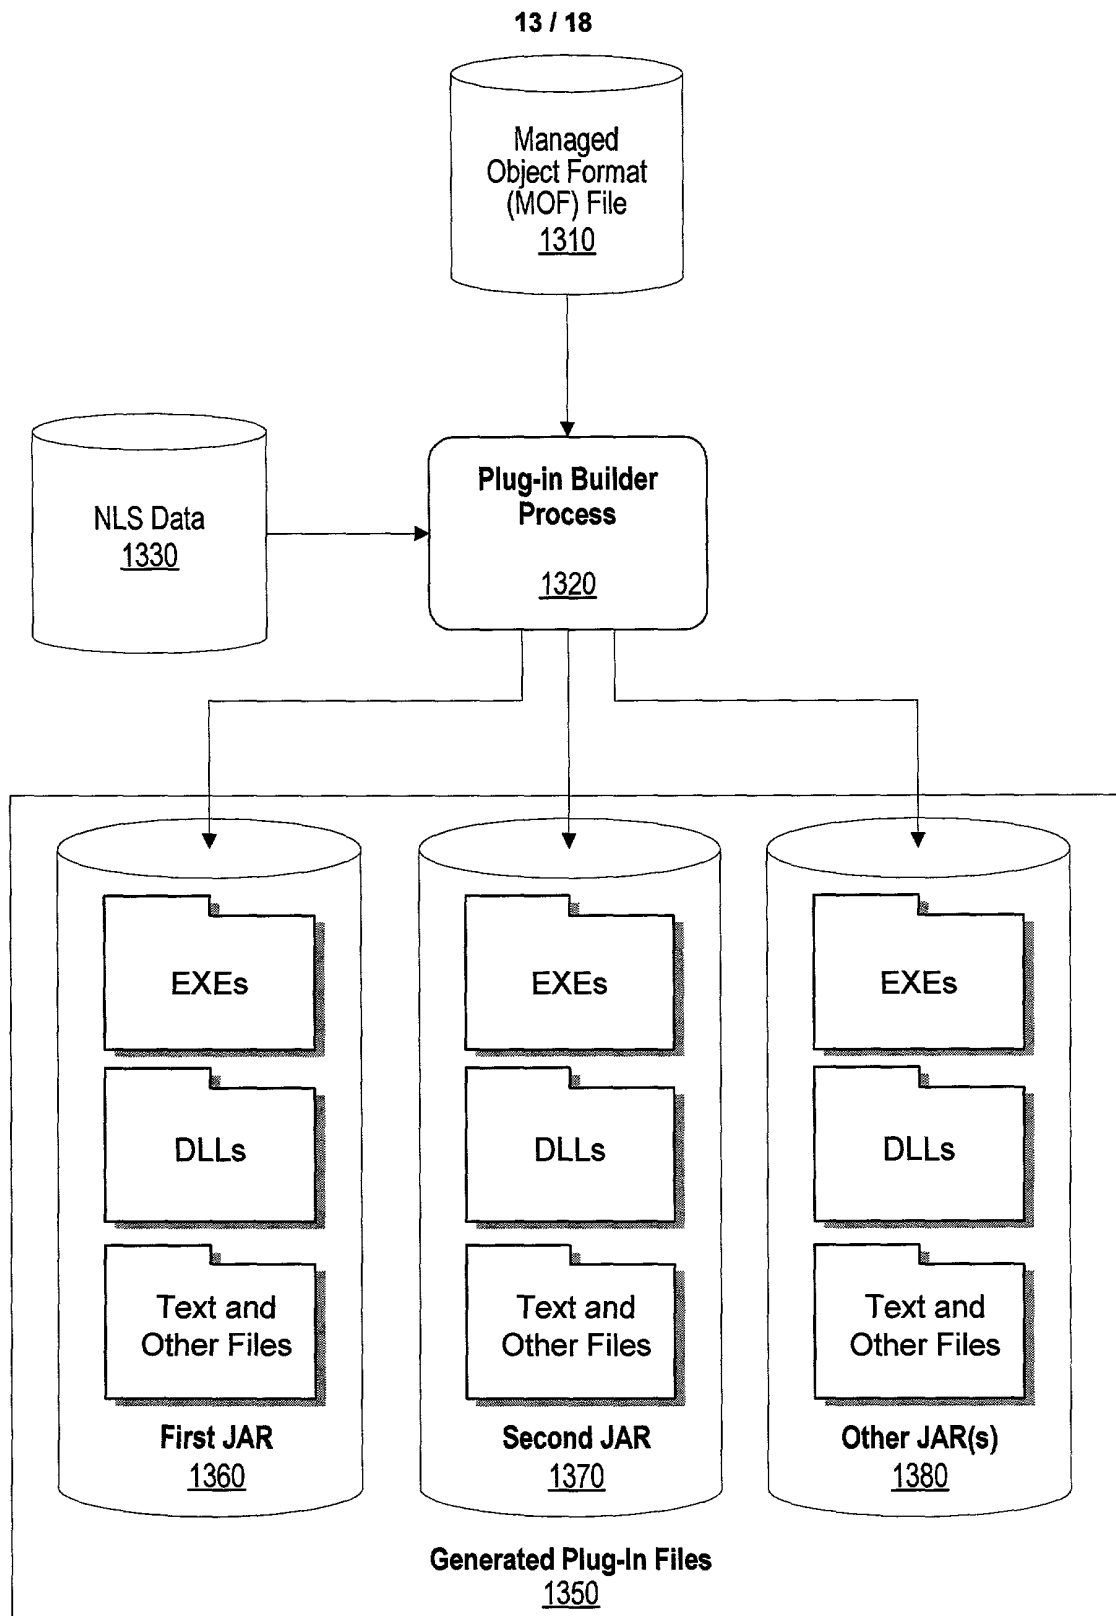 13 / 18
Managed
Object Format
(MOF) File
1310
NLS Data
1330
Plug-in Builder
Process
1320
EXEs
DLLs
Text and
Other Files
First JAR
1360
EXEs
DLLs
Text and
Other Files
Second JAR
1370
EXEs
DLLs
Text and
Other Files
Other JAR(s)
1380
Generated Plug-In Files
1350